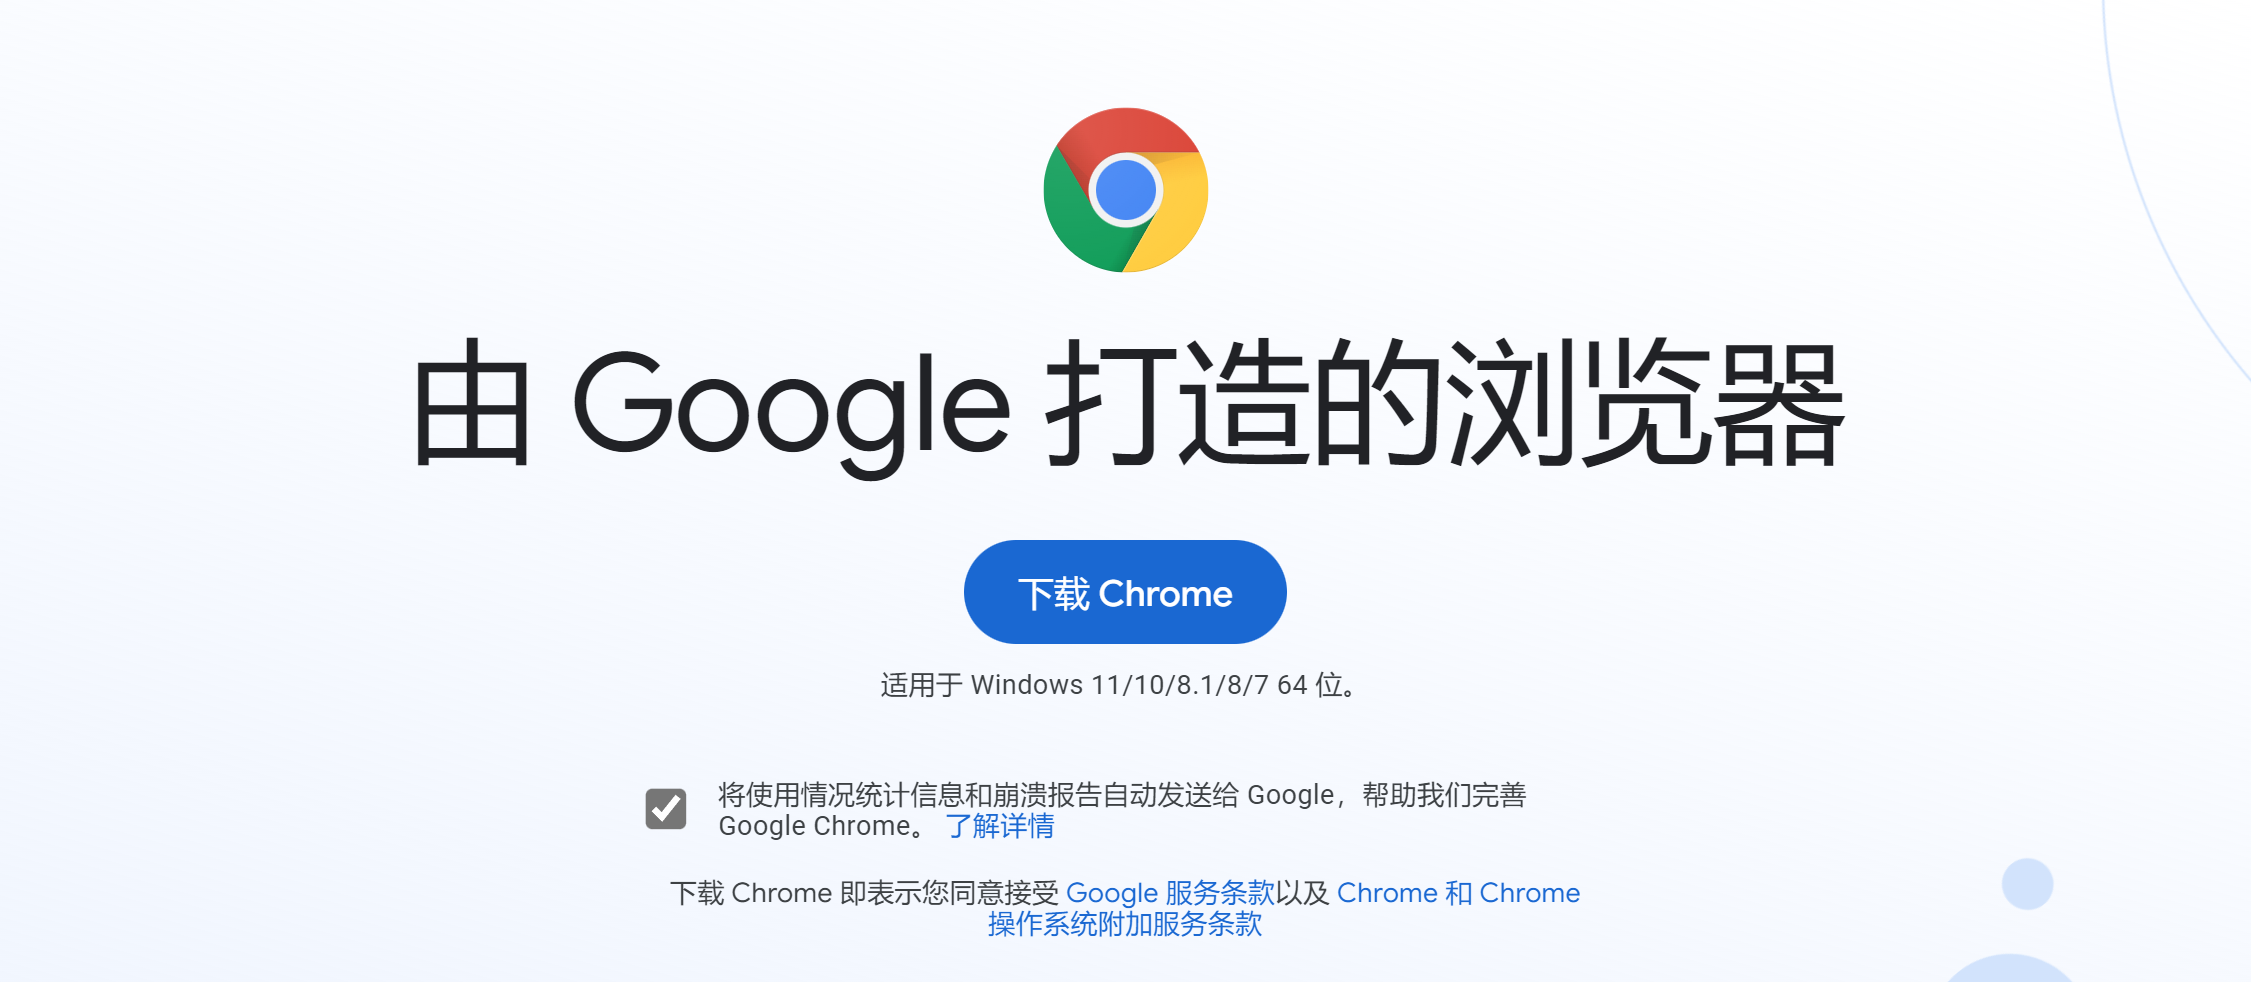 由 Google 打造的浏览器
下载 Chrome
适用于 Windows 11/10/8.1/8/7 64 位。
将使用情况统计信息和崩溃报告自动发送给 Google，帮助我们完善
Google Chrome。 了解详情
下载 Chrome 即表示您同意接受 Google 服务条款以及 Chrome 和 Chrome
操作系统附加服务条款